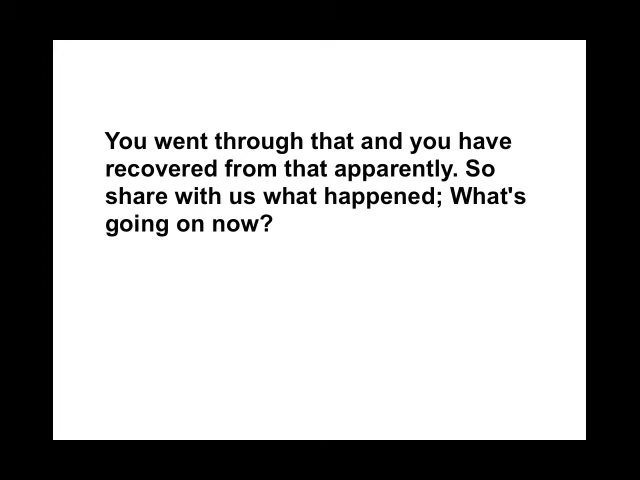 You went through that and you have
recovered from that apparently. So
share with us what happened; What's
going on now?